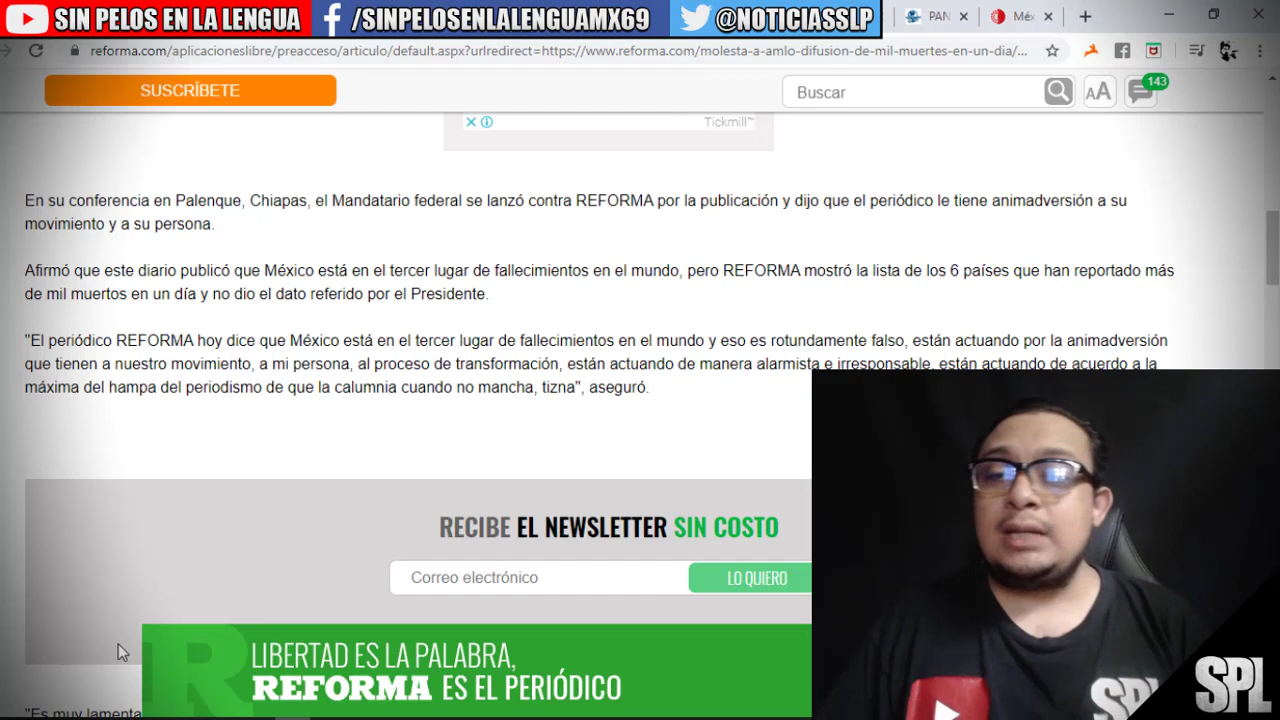 SIN PELOS EN LA LENGUA
/SINPELOSENLALENGUAMX69
@NOTICIASSLP
PAN
Méx
reforma.com/aplicacioneslibre/preacceso/articulo/default.aspx?urlredirect=https://www.reforma.com/molesta-a-amlo-difusion-de-mil-muertes-en-un-dia/...
SUSCRÍBETE
Buscar
AA
143
Tickmill™
En su conferencia en Palenque, Chiapas, el Mandatario federal se lanzó contra REFORMA por la publicación y dijo que el periódico le tiene animadversión a su
movimiento y a su persona.
Afirmó que este diario publicó que México está en el tercer lugar de fallecimientos en el mundo, pero REFORMA mostró la lista de los 6 países que han reportado más
de mil muertos en un día y no dio el dato referido por el Presidente.
"El periódico REFORMA hoy dice que México está en el tercer lugar de fallecimientos en el mundo y eso es rotundamente falso, están actuando por la animadversión
que tienen a nuestro movimiento, a mi persona, al proceso de transformación, están actuando de manera alarmista e irresponsable, están actuando de acuerdo a la
máxima del hampa del periodismo de que la calumnia cuando no mancha, tizna", aseguró.
RECIBE EL NEWSLETTER SIN COSTO
Correo electrónico
LO QUIERO
R
LIBERTAD ES LA PALABRA,
REFORMA ES EL PERIÓDICO
"Es muy lamenta
SPL
SPL